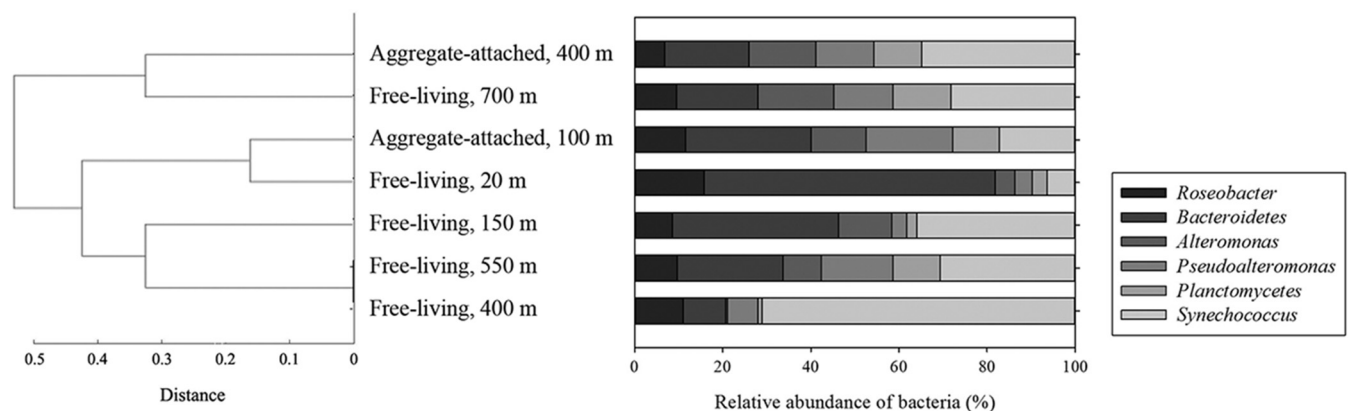 Aggregate-attached, 400 m
Free-living, 700 m
Aggregate-attached, 100 m
Free-living, 20 m
Free-living, 150 m
Free-living, 550 m
Free-living, 400 m
0.5 0.4 0.3 0.2 0.1 0
Distance
0 20 40 60 80 100
Relative abundance of bacteria (%)
Roseobacter
Bacteroidetes
Alteromonas
Pseudoalteromonas
Planctomycetes
Synechococcus